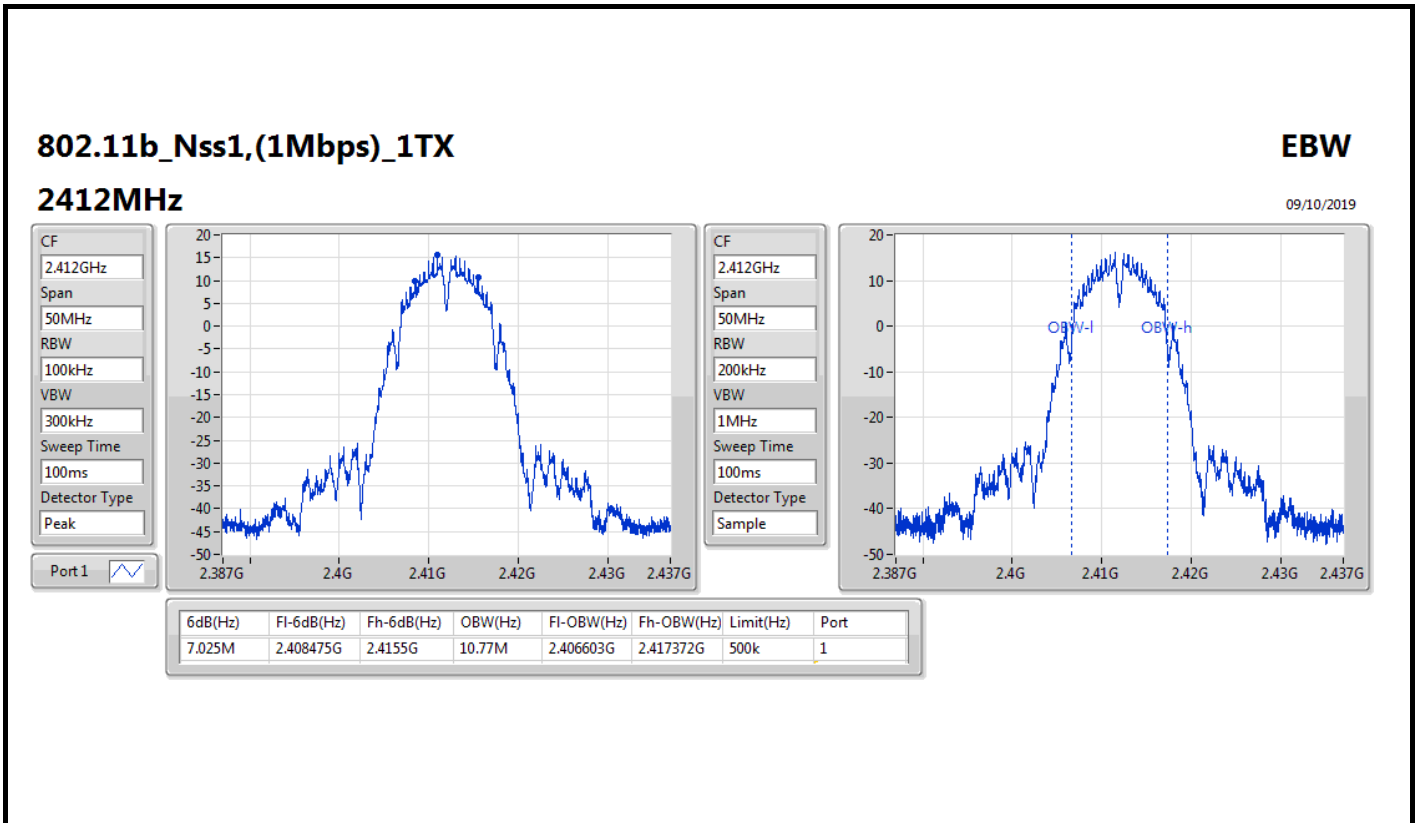 802.11b_Nss1,(1Mbps)_1TX
EBW
2412MHz
09/10/2019
CF
2.412GHz
Span
50MHz
RBW
100kHz
VBW
300kHz
Sweep Time
100ms
Detector Type
Peak
Port 1
20
15
10
5
0
-5
-10
-15
-20
-25
-30
-35
-40
-45
-50
2.387G 2.4G 2.41G 2.42G 2.43G 2.437G
CF
2.412GHz
Span
50MHz
RBW
200kHz
VBW
1MHz
Sweep Time
100ms
Detector Type
Sample
20
10
0
-10
-20
-30
-40
-50
OBW-l OBW-h
2.387G 2.4G 2.41G 2.42G 2.43G 2.437G
6dB(Hz) Fl-6dB(Hz) Fh-6dB(Hz) OBW(Hz) Fl-OBW(Hz) Fh-OBW(Hz) Limit(Hz) Port
7.025M 2.408475G 2.4155G 10.77M 2.406603G 2.417372G 500k 1